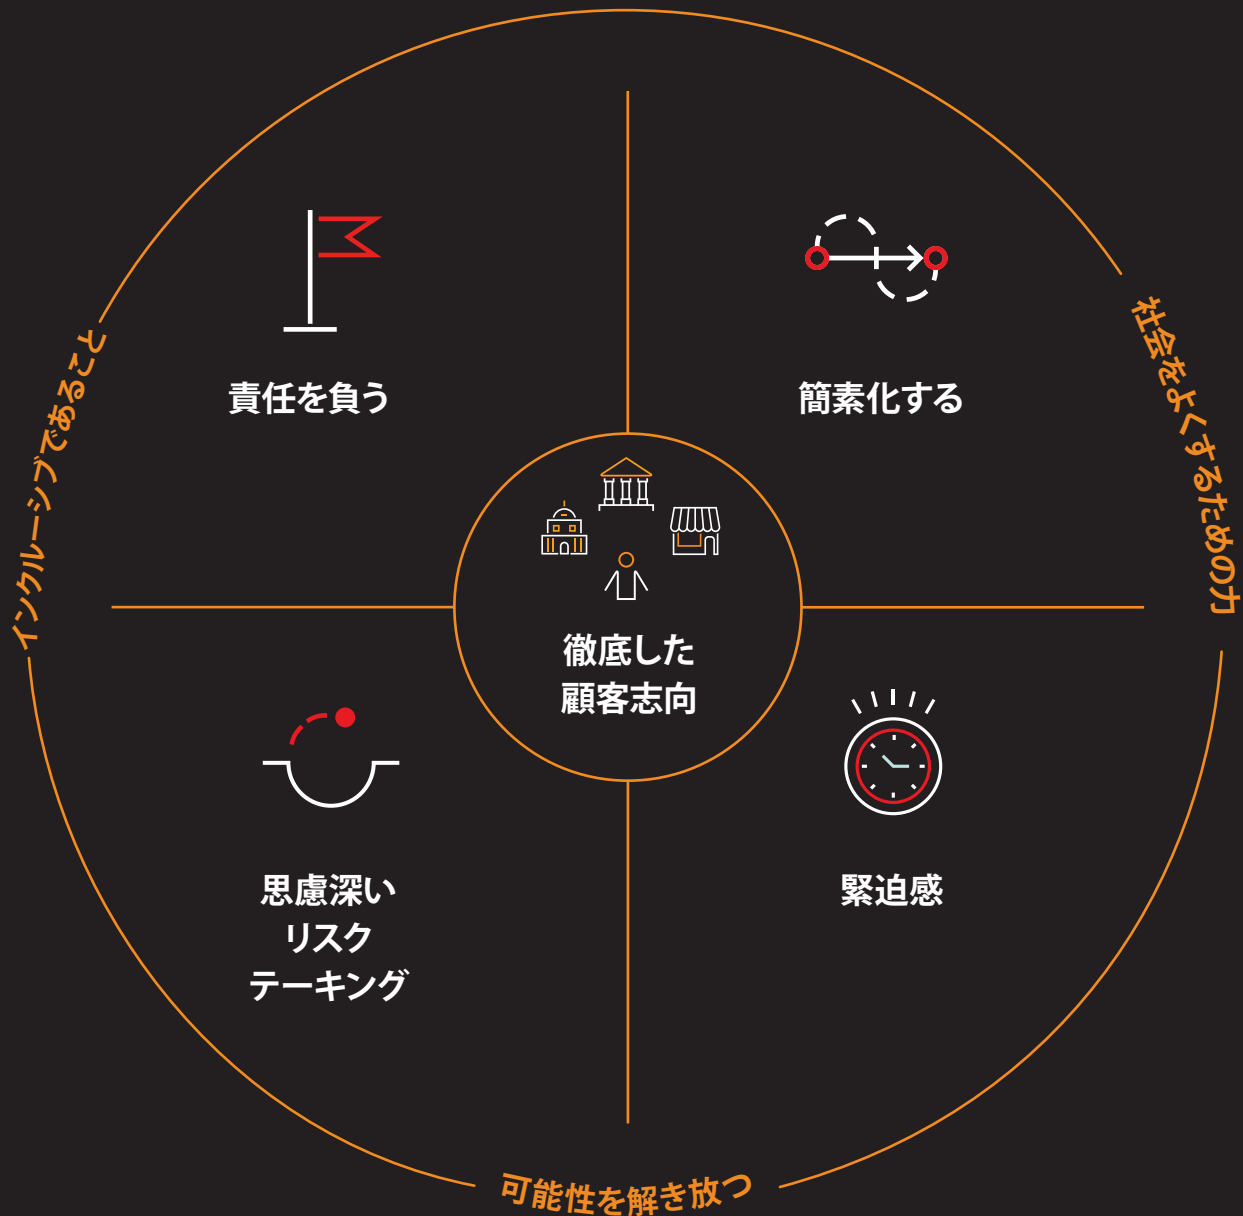 インクルーシブであること
社会をよくするための力
責任を負う
簡素化する
徹底した
顧客志向
思慮深い
リスク
テーキング
緊迫感
可能性を解き放つ